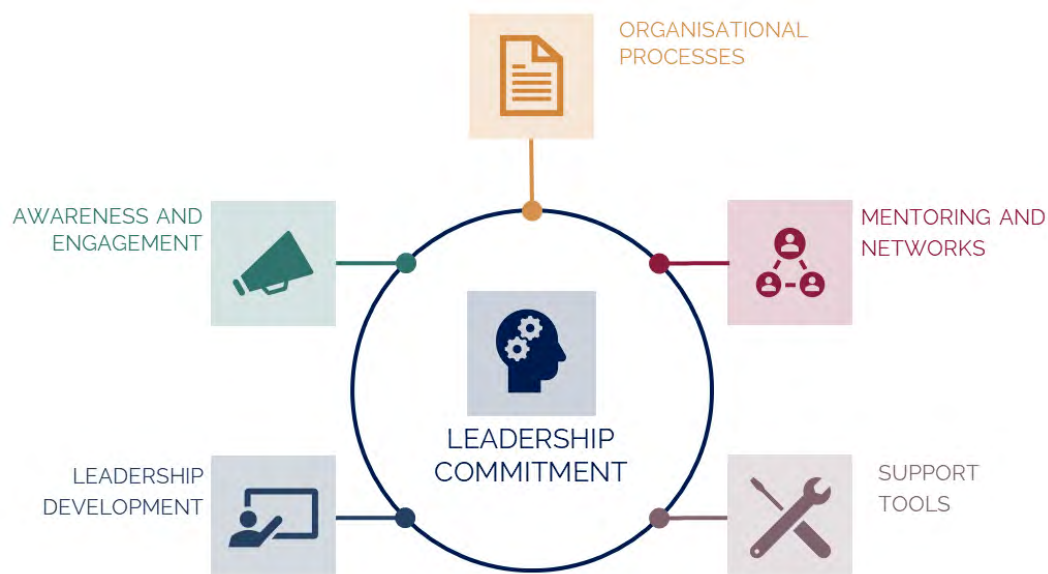 ORGANISATIONAL
PROCESSES
AWARENESS AND
ENGAGEMENT
MENTORING AND
NETWORKS
LEADERSHIP
COMMITMENT
LEADERSHIP
DEVELOPMENT
SUPPORT
TOOLS